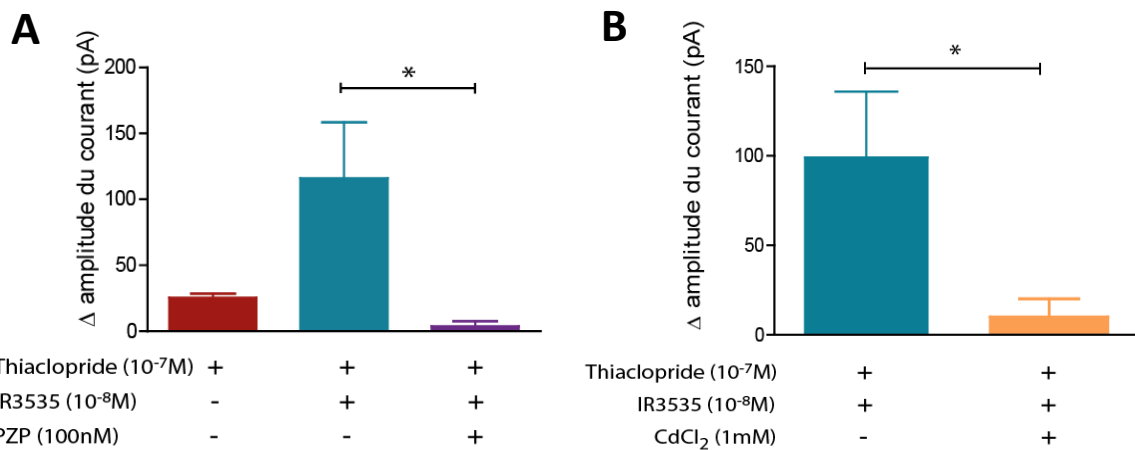 A
Δ amplitude du courant (pA)
200
150
100
50
0
*
Thiaclopride (10⁻⁷M) + + +
R3535 (10⁻⁸M) - + +
PZP (100nM) - - +
B
Δ amplitude du courant (pA)
150
100
50
0
*
Thiaclopride (10⁻⁷M) + +
IR3535 (10⁻⁸M) + +
CdCl₂ (1mM) - +